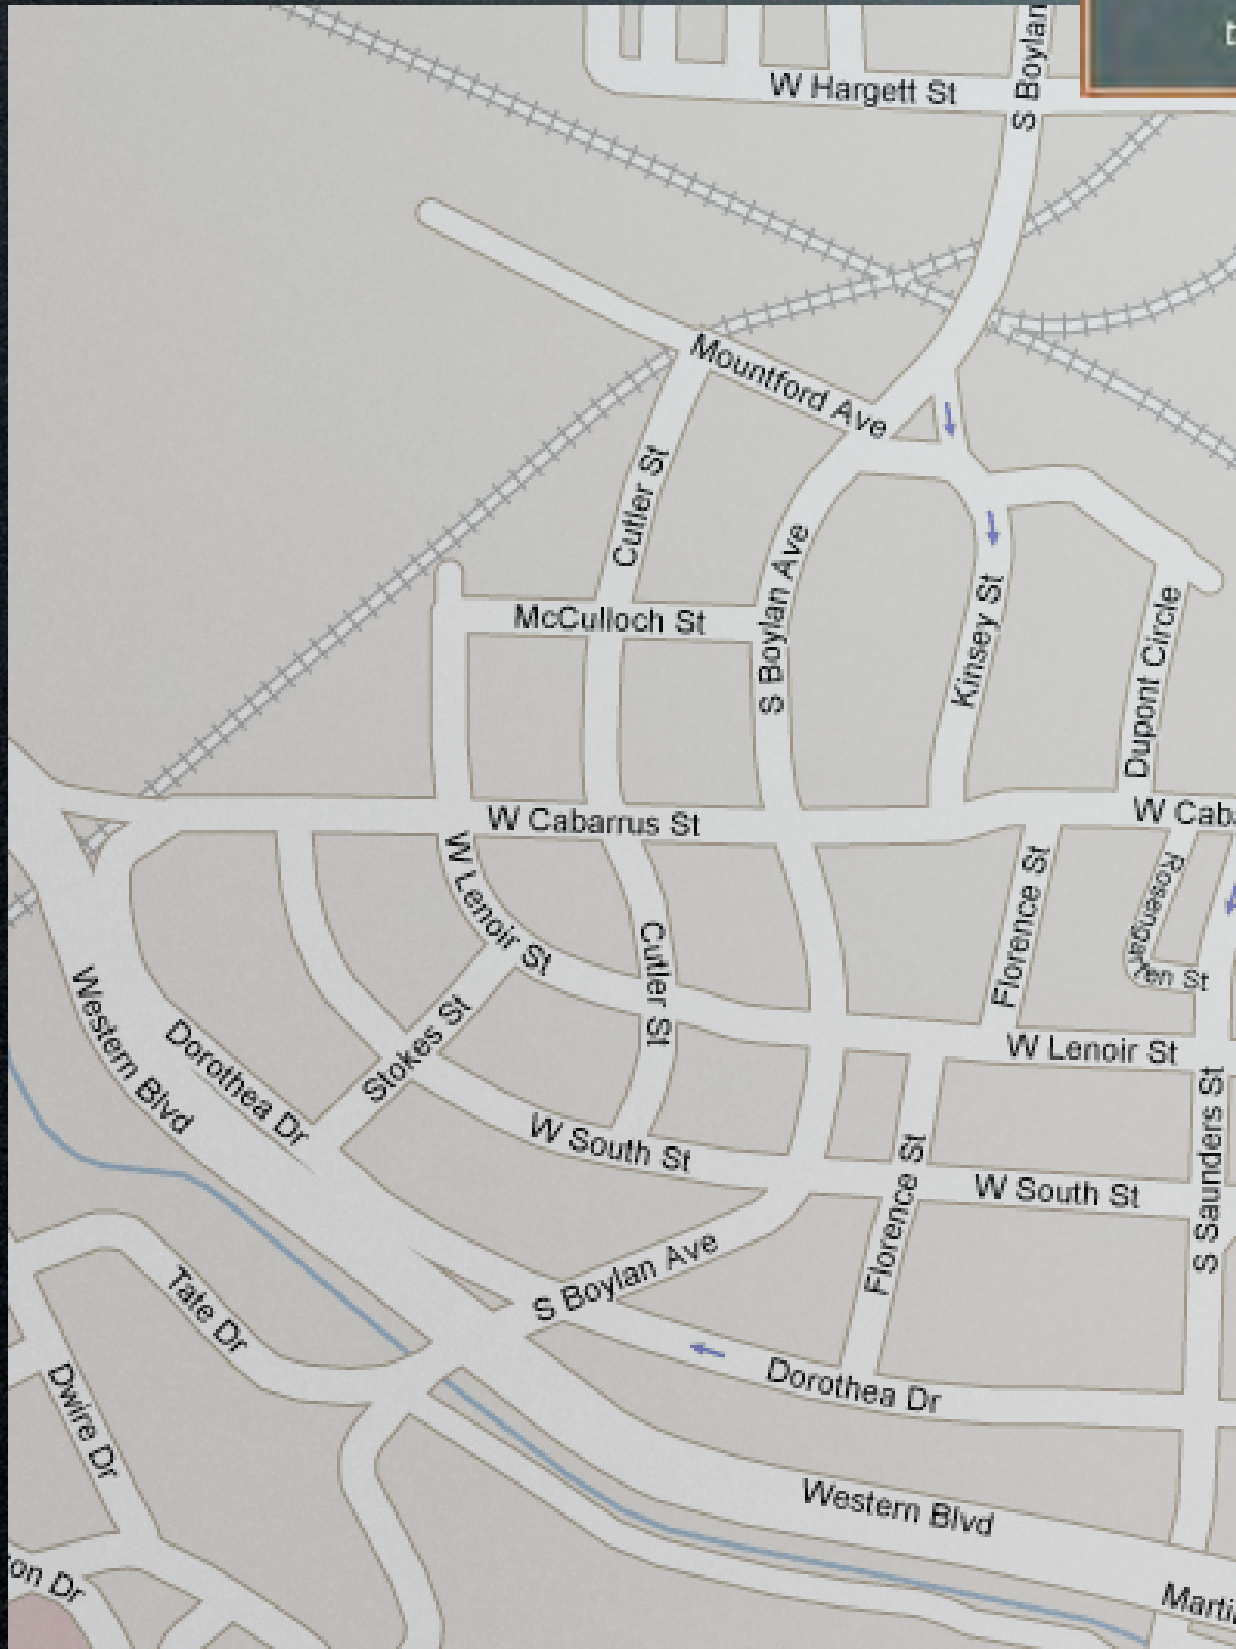 W Hargett St
S Boylan
Mountford Ave
Cutler St
McCulloch St
S Boylan Ave
Kinsey St
Dupont Circle
W Cabarrus St
W Cab
W Lenoir St
Cutler St
Florence St
Western Blvd
Dorothea Dr
Stokes St
W Lenoir St
W South St
W South St
Florence St
S Saunders St
S Boylan Ave
Tate Dr
Dorothea Dr
Dwire Dr
Western Blvd
on Dr